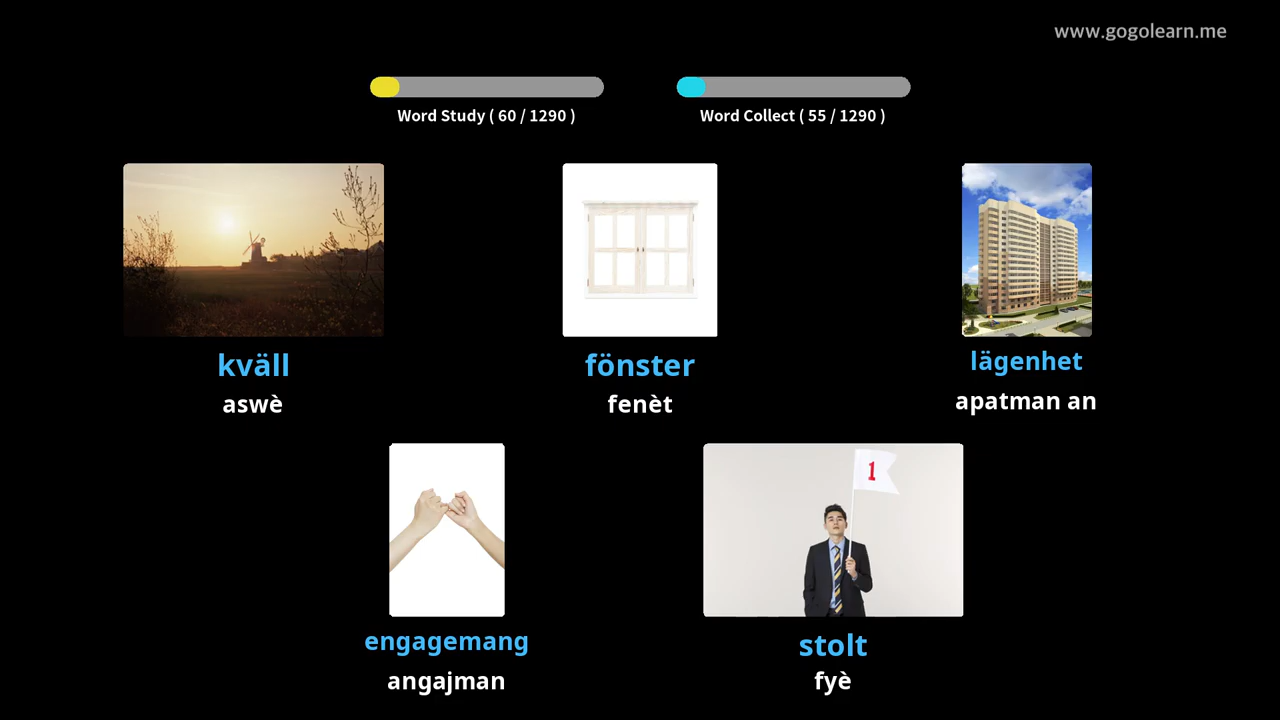 www.gogolearn.me
Word Study ( 60 / 1290 )
Word Collect ( 55 / 1290 )
kväll
aswè
fönster
fenèt
lägenhet
apatman an
1
engagemang
angajman
stolt
fyè